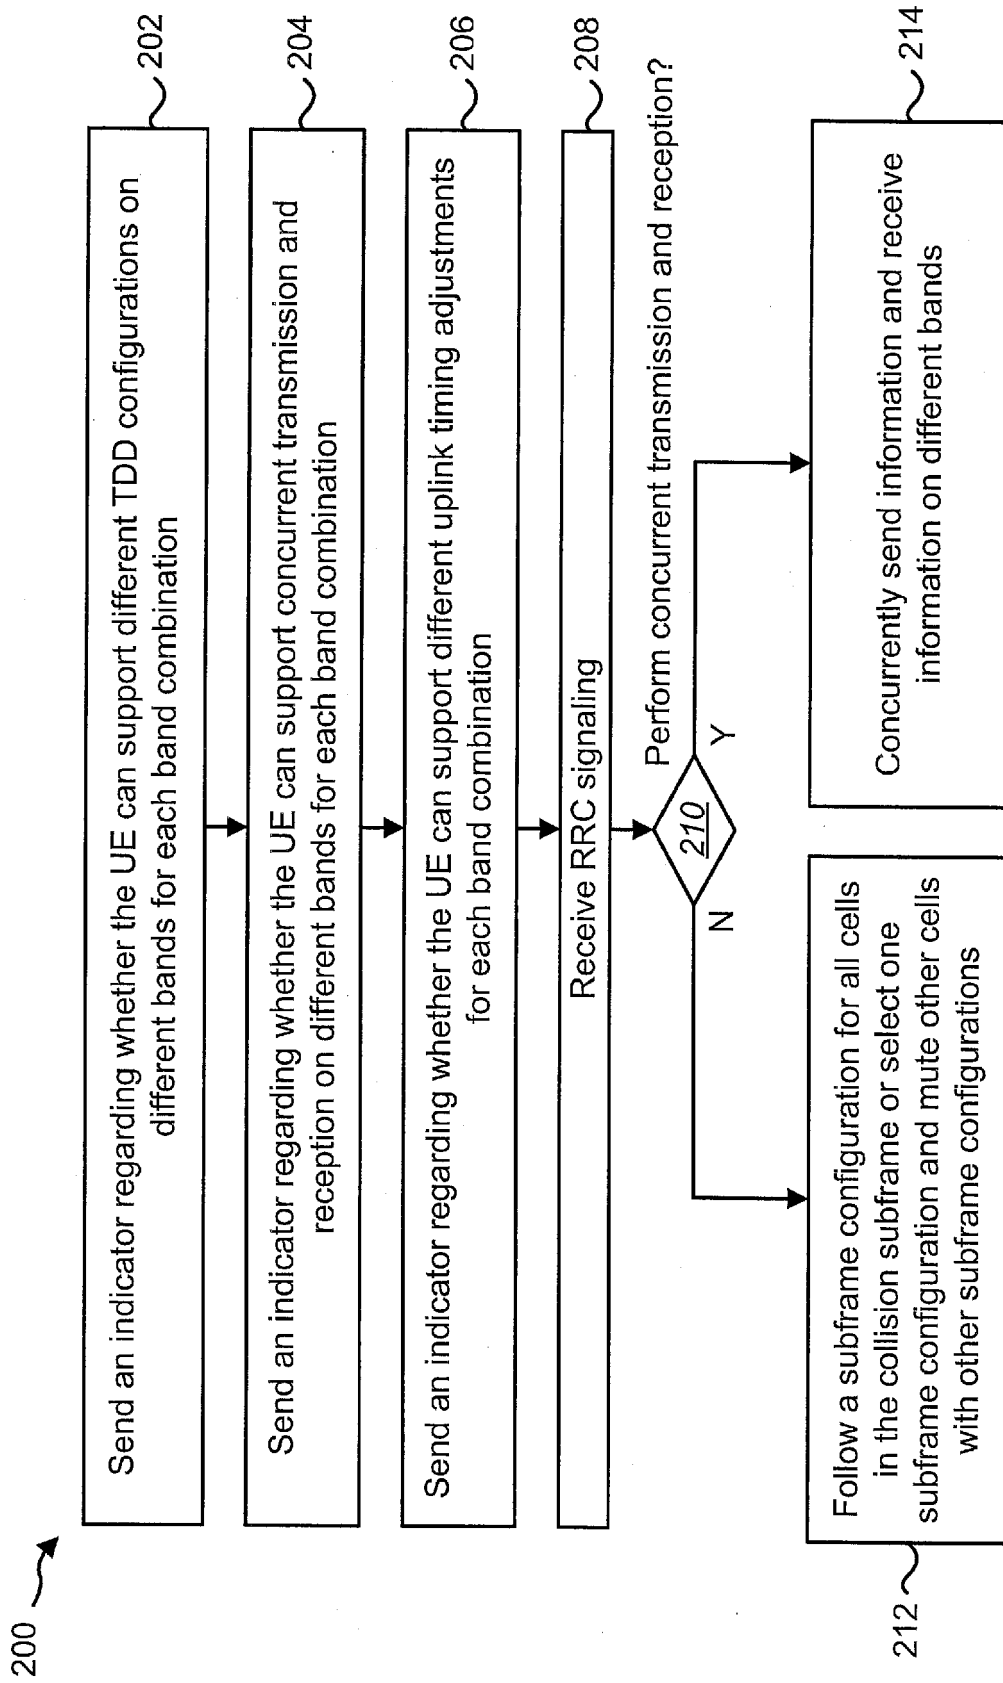 200
Send an indicator regarding whether the UE can support different TDD configurations on
different bands for each band combination
202
Send an indicator regarding whether the UE can support concurrent transmission and
reception on different bands for each band combination
204
Send an indicator regarding whether the UE can support different uplink timing adjustments
for each band combination
206
Receive RRC signaling
208
Perform concurrent transmission and reception?
210
N
Y
Follow a subframe configuration for all cells
in the collision subframe or select one
subframe configuration and mute other cells
with other subframe configurations
212
Concurrently send information and receive
information on different bands
214